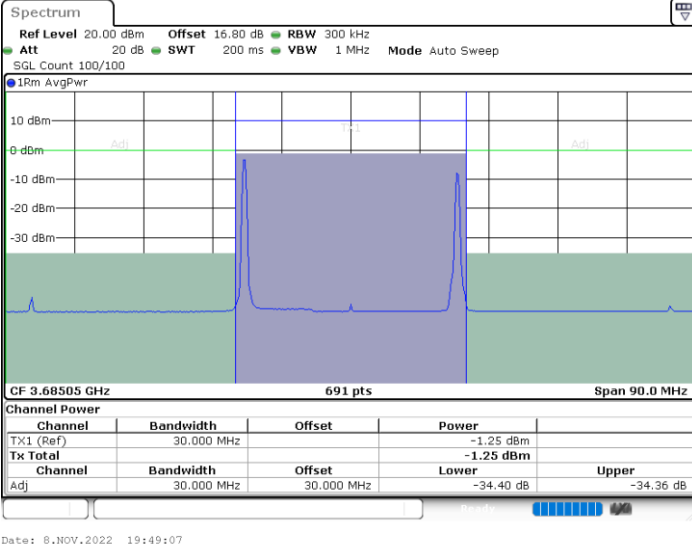 Spectrum
Ref Level 20.00 dBm Offset 16.80 dB RBW 300 kHz
Att 20 dB SWT 200 ms VBW 1 MHz Mode Auto Sweep
SGL Count 100/100
1Rm AvgPwr
10 dBm
TX1
0 dBm
Adj
Adj
-10 dBm
-20 dBm
-30 dBm
CF 3.68505 GHz 691 pts Span 90.0 MHz
Channel Power
Channel Bandwidth Offset Power
TX1 (Ref) 30.000 MHz -1.25 dBm
Tx Total -1.25 dBm
Channel Bandwidth Offset Lower Upper
Adj 30.000 MHz 30.000 MHz -34.40 dB -34.36 dB
Ready
Date: 8.NOV.2022 19:49:07